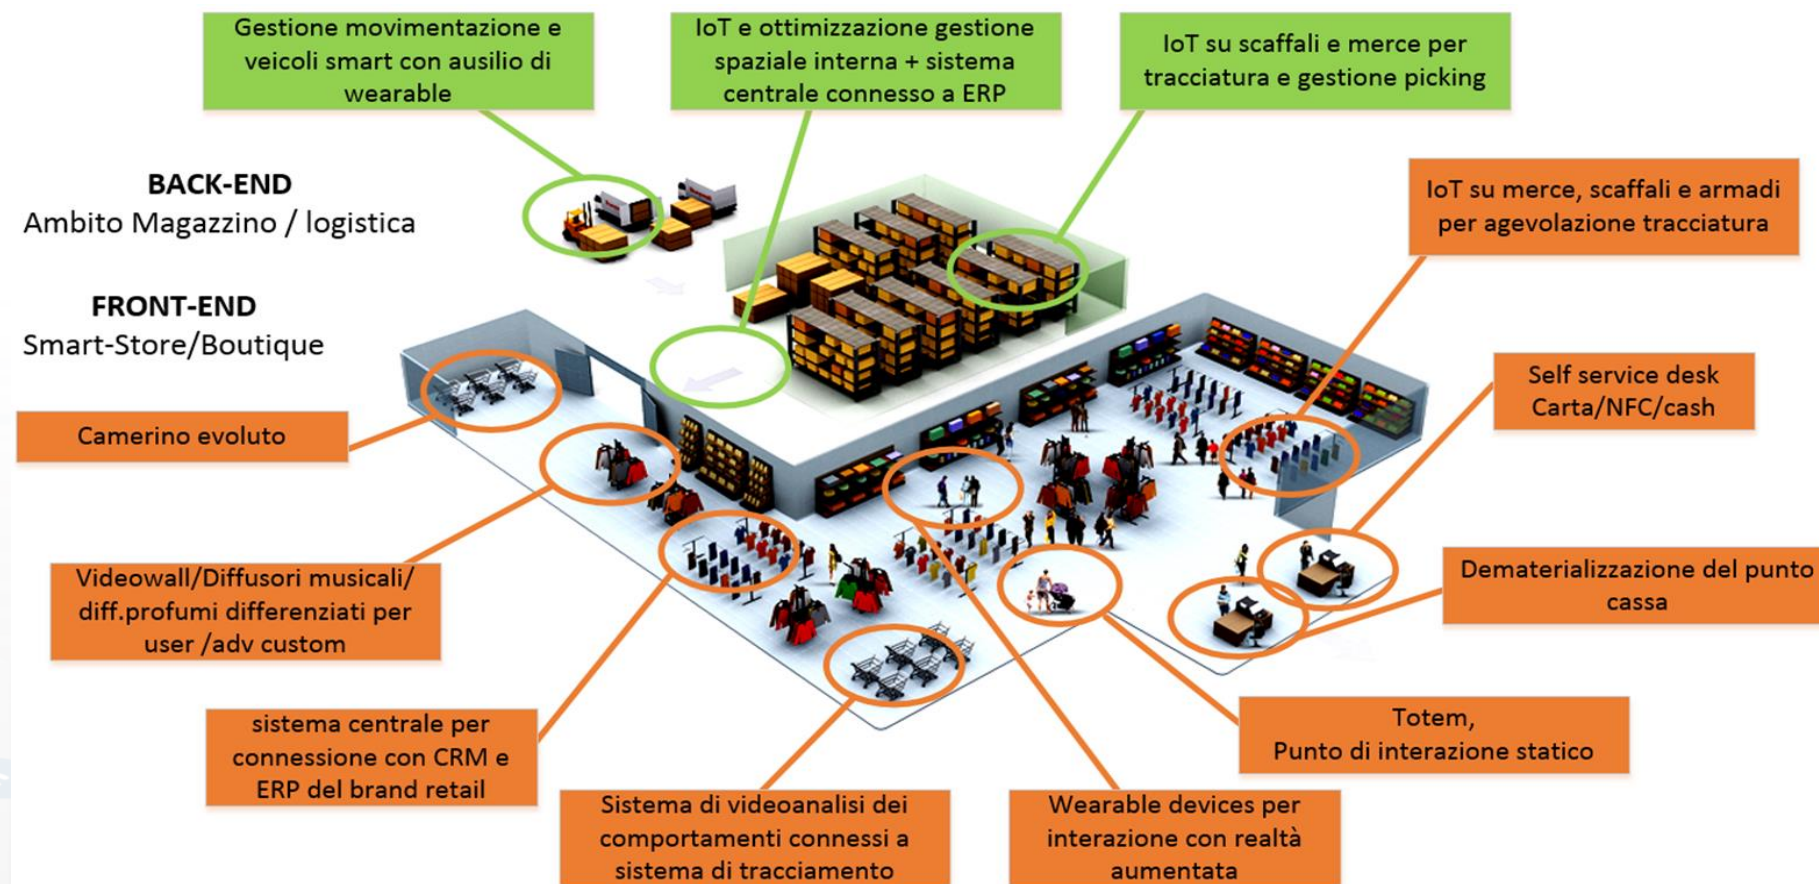 Gestione movimentazione e
veicoli smart con ausilio di
wearable
IoT e ottimizzazione gestione
spaziale interna + sistema
centrale connesso a ERP
IoT su scaffali e merce per
tracciatura e gestione picking
BACK-END
Ambito Magazzino / logistica
IoT su merce, scaffali e armadi
per agevolazione tracciatura
FRONT-END
Smart-Store/Boutique
Self service desk
Carta/NFC/cash
Camerino evoluto
Videowall/Diffusori musicali/
diff.profumi differenziati per
user /adv custom
Dematerializzazione del punto
cassa
sistema centrale per
connessione con CRM e
ERP del brand retail
Totem,
Punto di interazione statico
Sistema di videoanalisi dei
comportamenti connessi a
sistema di tracciamento
Wearable devices per
interazione con realtà
aumentata